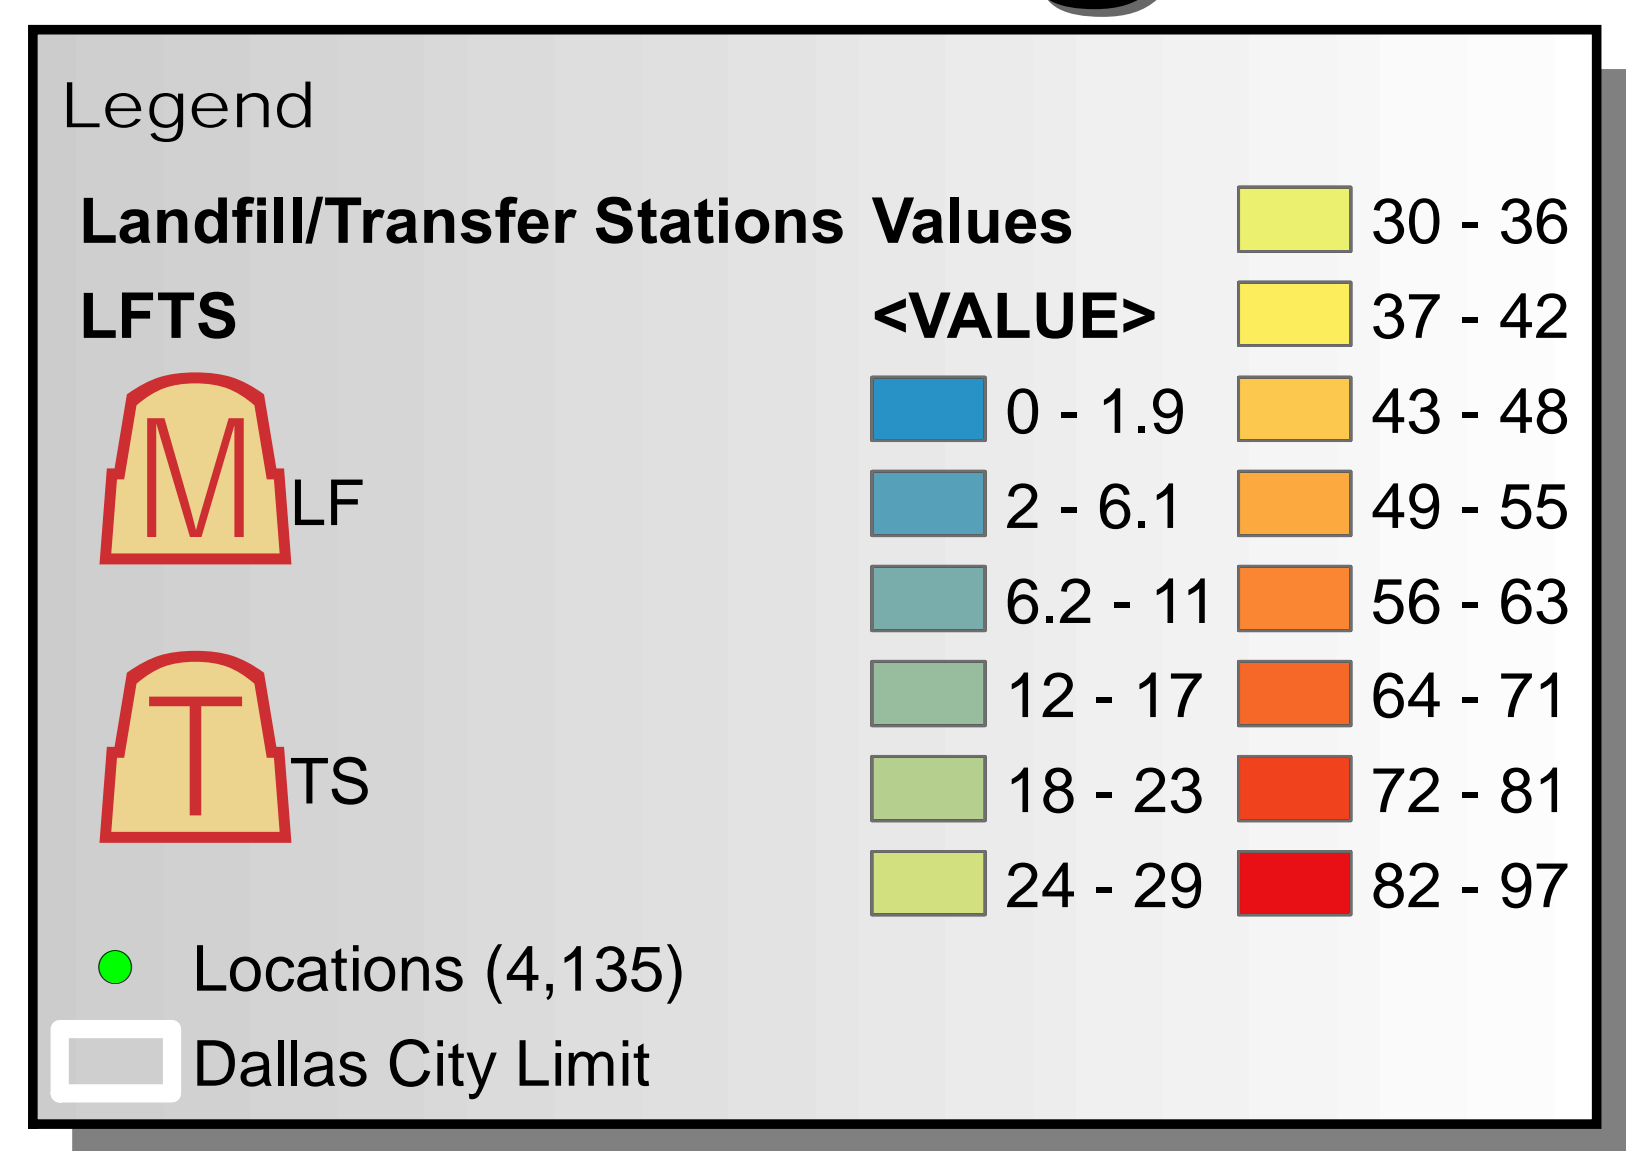 Legend
Landfill/Transfer Stations
LFTS
M LF
T TS
Locations (4,135)
Dallas City Limit
Values
<VALUE>
0 - 1.9
2 - 6.1
6.2 - 11
12 - 17
18 - 23
24 - 29
30 - 36
37 - 42
43 - 48
49 - 55
56 - 63
64 - 71
72 - 81
82 - 97